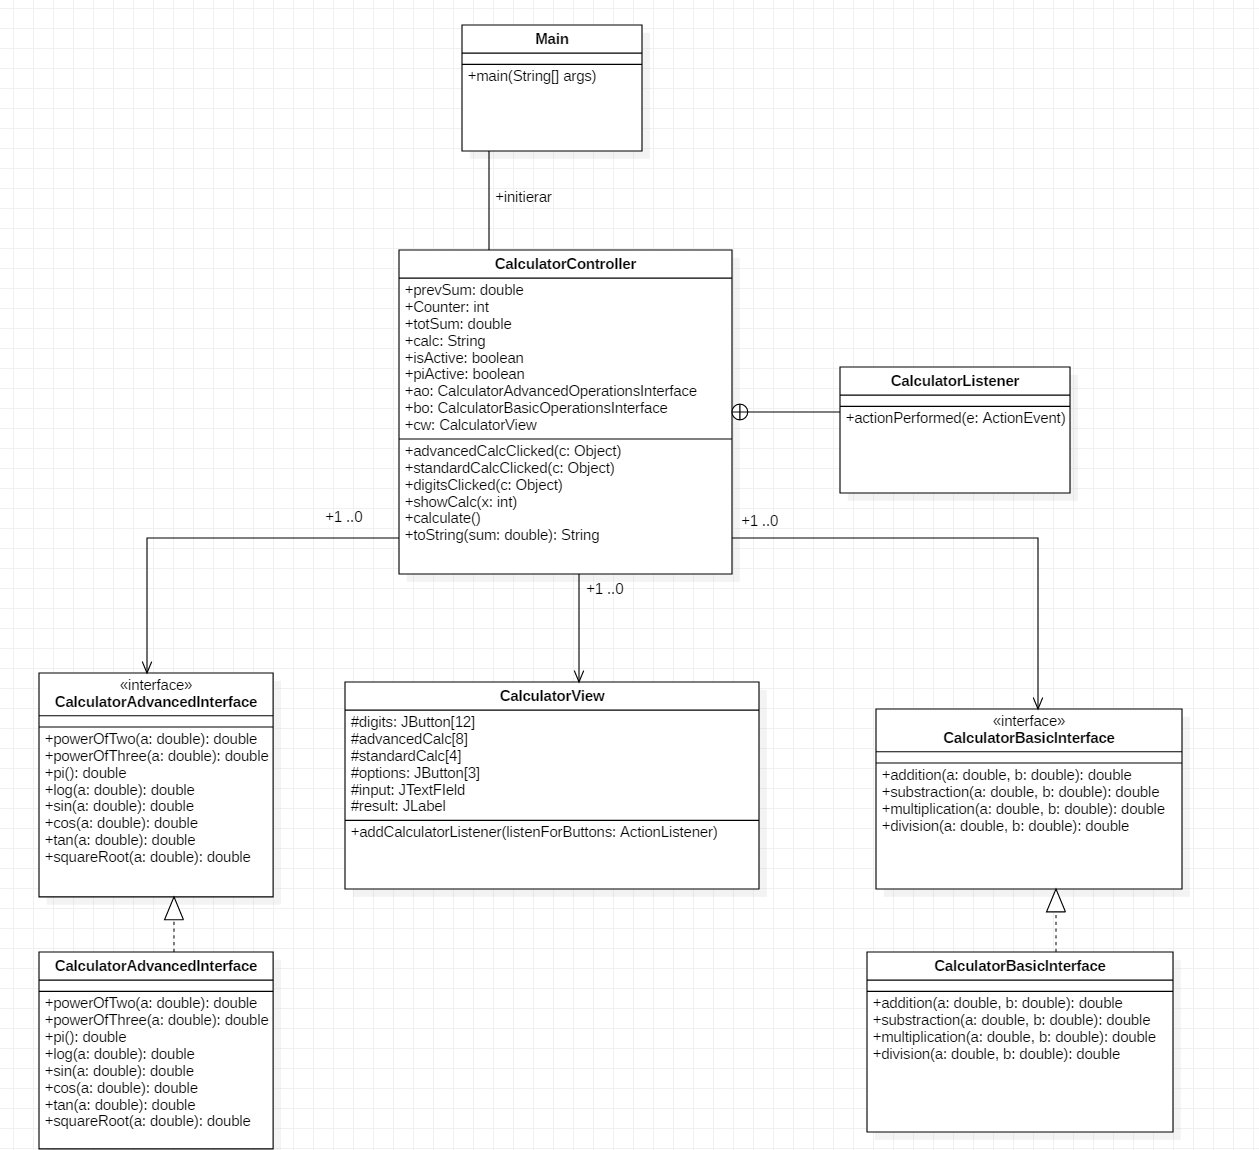 Main
+main(String[] args)
+initierar
CalculatorController
+prevSum: double
+Counter: int
+totSum: double
+calc: String
+isActive: boolean
+piActive: boolean
+ao: CalculatorAdvancedOperationsInterface
+bo: CalculatorBasicOperationsInterface
+cw: CalculatorView
+advancedCalcClicked(c: Object)
+standardCalcClicked(c: Object)
+digitsClicked(c: Object)
+showCalc(x: int)
+calculate()
+toString(sum: double): String
CalculatorListener
+actionPerformed(e: ActionEvent)
+1 ..0
+1 ..0
+1 ..0
«interface»
CalculatorAdvancedInterface
+powerOfTwo(a: double): double
+powerOfThree(a: double): double
+pi(): double
+log(a: double): double
+sin(a: double): double
+cos(a: double): double
+tan(a: double): double
+squareRoot(a: double): double
CalculatorView
#digits: JButton[12]
#advancedCalc[8]
#standardCalc[4]
#options: JButton[3]
#input: JTextFIeld
#result: JLabel
+addCalculatorListener(listenForButtons: ActionListener)
«interface»
CalculatorBasicInterface
+addition(a: double, b: double): double
+substraction(a: double, b: double): double
+multiplication(a: double, b: double): double
+division(a: double, b: double): double
CalculatorAdvancedInterface
+powerOfTwo(a: double): double
+powerOfThree(a: double): double
+pi(): double
+log(a: double): double
+sin(a: double): double
+cos(a: double): double
+tan(a: double): double
+squareRoot(a: double): double
CalculatorBasicInterface
+addition(a: double, b: double): double
+substraction(a: double, b: double): double
+multiplication(a: double, b: double): double
+division(a: double, b: double): double